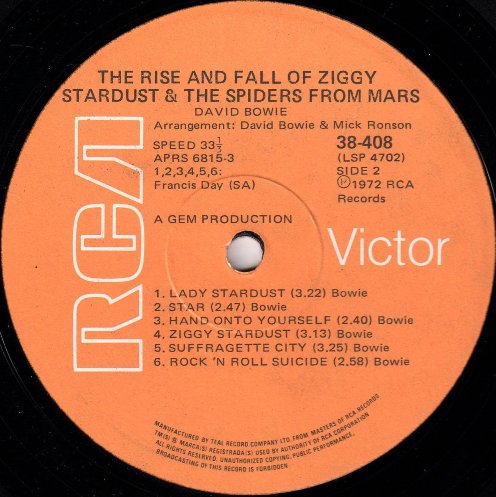 THE RISE AND FALL OF ZIGGY
STARDUST & THE SPIDERS FROM MARS
DAVID BOWIE
Arrangement: David Bowie & Mick Ronson
SPEED 33⅓
APRS 6815-3
1,2,3,4,5,6:
Francis Day (SA)
38-408
(LSP 4702)
SIDE 2
℗1972 RCA
Records
A GEM PRODUCTION
RCA
Victor
1. LADY STARDUST (3.22) Bowie
2. STAR (2.47) Bowie
3. HAND ONTO YOURSELF (2.40) Bowie
4. ZIGGY STARDUST (3.13) Bowie
5. SUFFRAGETTE CITY (3.25) Bowie
6. ROCK 'N ROLL SUICIDE (2.58) Bowie
MANUFACTURED BY TEAL RECORD COMPANY LTD. FROM MASTERS OF RCA RECORDS
TM(S) ® MARCA(S) REGISTRADA(S) USED BY AUTHORITY OF RCA CORPORATION.
ALL RIGHTS RESERVED. UNAUTHORIZED COPYING, PUBLIC PERFORMANCE,
BROADCASTING OF THIS RECORD IS FORBIDDEN.